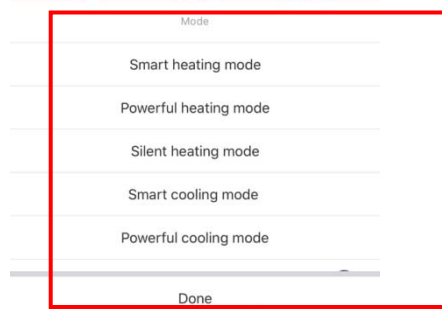 Mode
Smart heating mode
Powerful heating mode
Silent heating mode
Smart cooling mode
Powerful cooling mode
Done